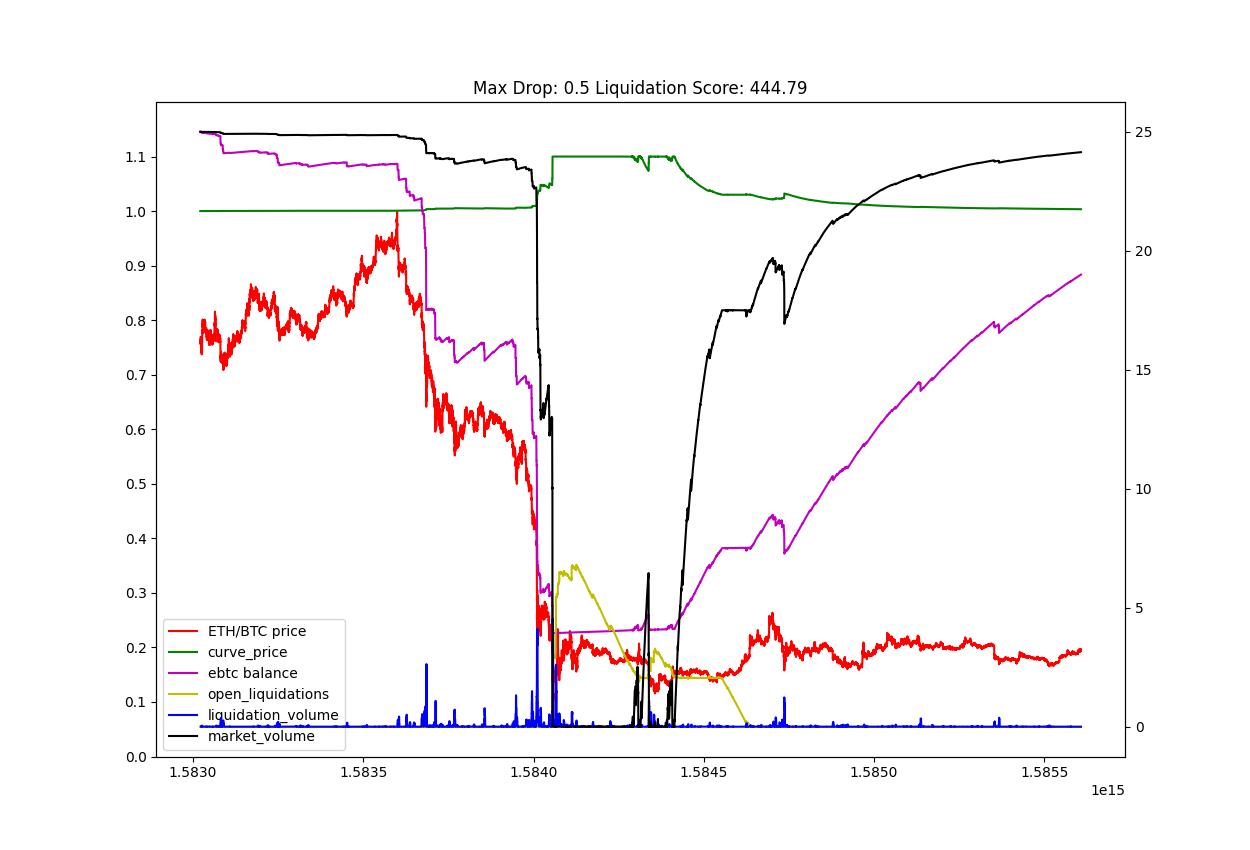 Max Drop: 0.5 Liquidation Score: 444.79
1.1
1.0
0.9
0.8
0.7
0.6
0.5
0.4
0.3
0.2
0.1
0.0
25
20
15
10
5
0
ETH/BTC price
curve_price
ebtc balance
open_liquidations
liquidation_volume
market_volume
1.5830 1.5835 1.5840 1.5845 1.5850 1.5855
1e15